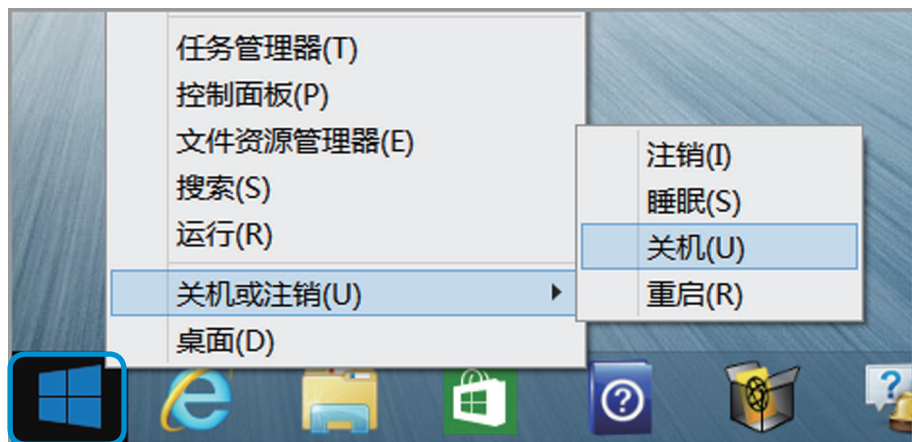 任务管理器(T)
控制面板(P)
文件资源管理器(E)
搜索(S)
运行(R)
关机或注销(U)
桌面(D)
注销(I)
睡眠(S)
关机(U)
重启(R)